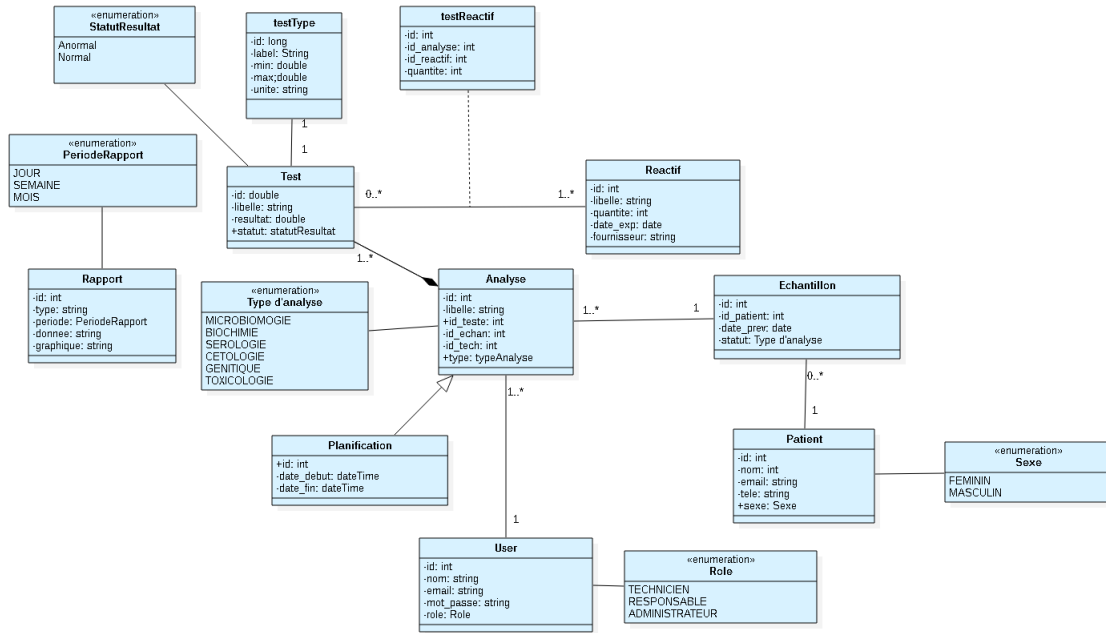 «enumeration»
StatutResultat
Anormal
Normal
testType
-id: long
-label: String
-min: double
-max;double
-unite: string
testReactif
-id: int
-id_analyse: int
-id_reactif: int
-quantite: int
1
1
«enumeration»
PeriodeRapport
JOUR
SEMAINE
MOIS
Test
-id: double
-libelle: string
-resultat: double
+statut: statutResultat
0..*
1..*
Reactif
-id: int
-libelle: string
-quantite: int
-date_exp: date
-fournisseur: string
1..*
Rapport
-id: int
-type: string
-periode: PeriodeRapport
-donnee: string
-graphique: string
«enumeration»
Type d'analyse
MICROBIOMOGIE
BIOCHIMIE
SEROLOGIE
CETOLOGIE
GENITIQUE
TOXICOLOGIE
Analyse
-id: int
-libelle: string
+id_teste: int
-id_echan: int
-id_tech: int
+type: typeAnalyse
1..*
1
Echantillon
-id: int
-id_patient: int
-date_prev: date
-statut: Type d'analyse
0..*
1
1..*
Planification
+id: int
-date_debut: dateTime
-date_fin: dateTime
Patient
-id: int
-nom: int
-email: string
-tele: string
+sexe: Sexe
«enumeration»
Sexe
FEMININ
MASCULIN
1
User
-id: int
-nom: string
-email: string
-mot_passe: string
-role: Role
«enumeration»
Role
TECHNICIEN
RESPONSABLE
ADMINISTRATEUR